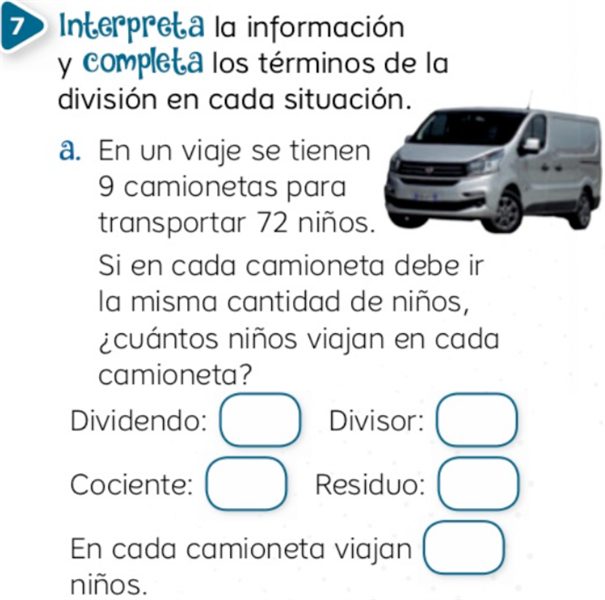 7 Interpreta la información
y completa los términos de la
división en cada situación.
a. En un viaje se tienen
9 camionetas para
transportar 72 niños.
Si en cada camioneta debe ir
la misma cantidad de niños,
¿cuántos niños viajan en cada
camioneta?
Dividendo: Divisor:
Cociente: Residuo:
En cada camioneta viajan
niños.